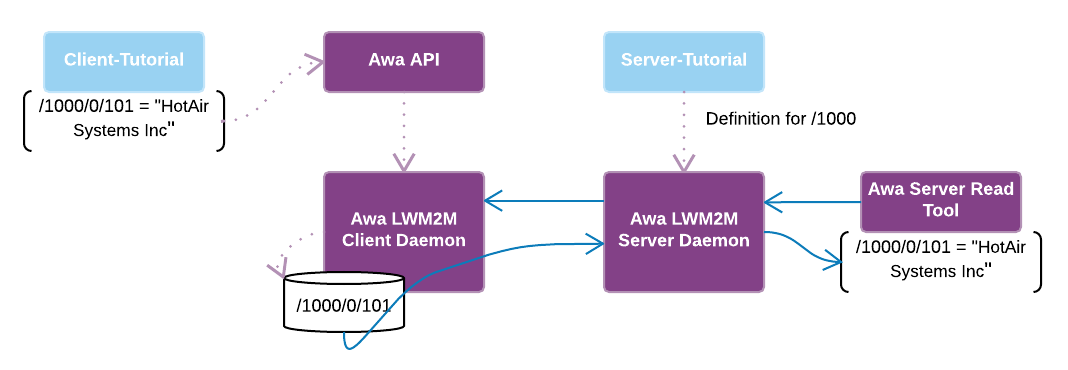 Client-Tutorial
Awa API
Server-Tutorial
/1000/0/101 = "HotAir
Systems Inc"
Definition for /1000
Awa LWM2M
Client Daemon
Awa LWM2M
Server Daemon
Awa Server Read
Tool
/1000/0/101 = "HotAir
Systems Inc"
/1000/0/101